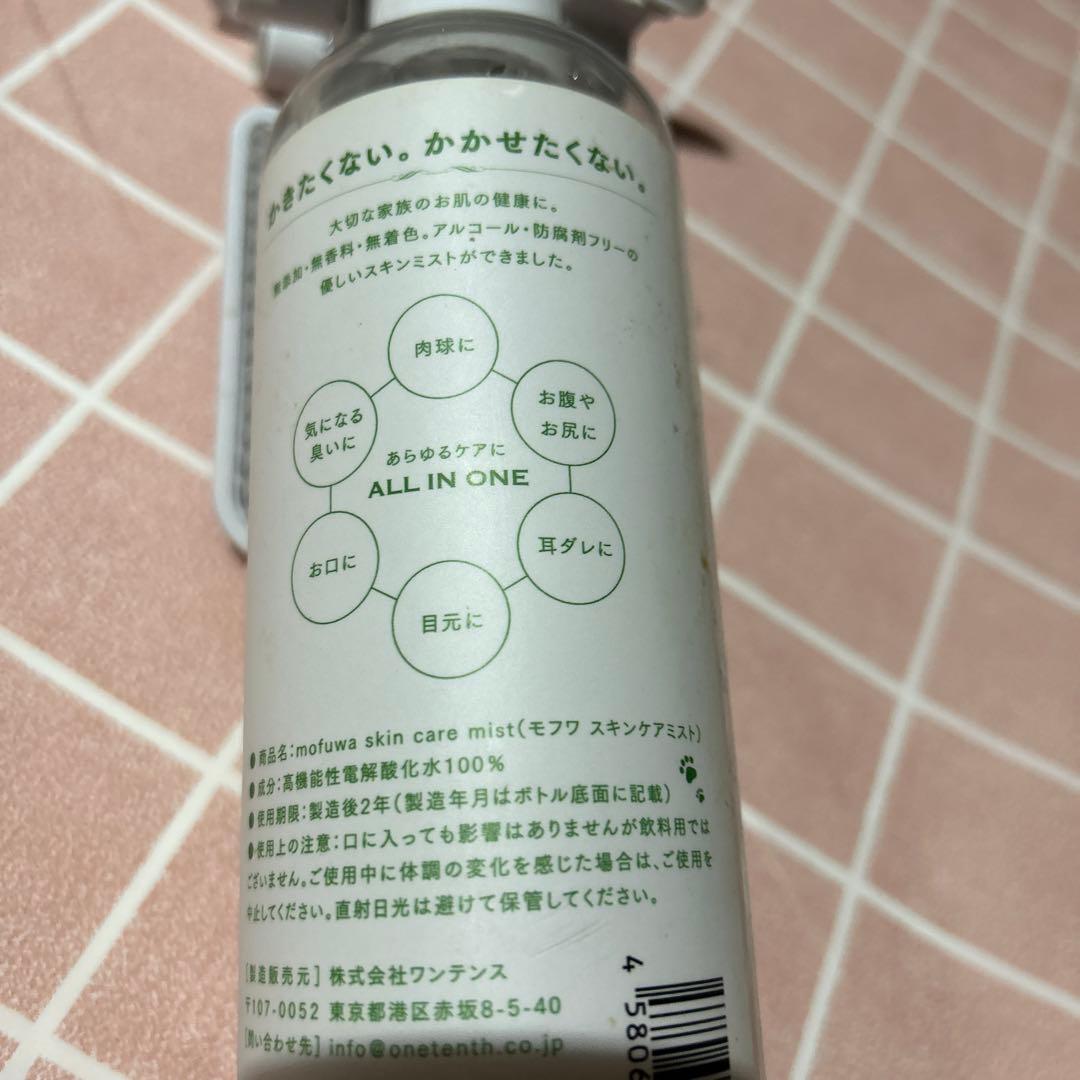 かきたくない。かかせたくない。
大切な家族のお肌の健康に。
無添加・無香料・無着色。アルコール・防腐剤フリーの
優しいスキンミストができました。
肉球に
お腹や
お尻に
気になる
臭いに
あらゆるケアに
ALL IN ONE
耳ダレに
お口に
目元に
●商品名:mofuwa skin care mist(モフワ スキンケアミスト)
●成分:高機能性電解酸化水100%
●使用期限:製造後2年(製造年月はボトル底面に記載)
●使用上の注意:口に入っても影響はありませんが飲料用では
ございません。ご使用中に体調の変化を感じた場合は、ご使用を
中止してください。直射日光は避けて保管してください。
[製造販売元] 株式会社ワンテンス
〒107-0052 東京都港区赤坂8-5-40
[問い合わせ先] info@onetenth.co.jp
4 5806